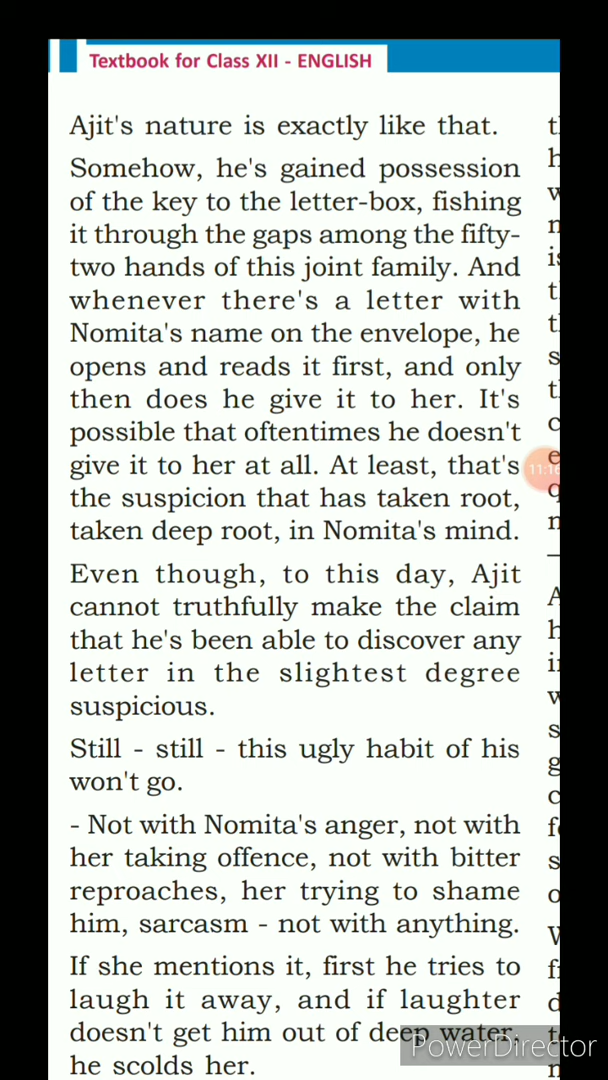 Textbook for Class XII - ENGLISH
Ajit's nature is exactly like that.
Somehow, he's gained possession
of the key to the letter-box, fishing
it through the gaps among the fifty-
two hands of this joint family. And
whenever there's a letter with
Nomita's name on the envelope, he
opens and reads it first, and only
then does he give it to her. It's
possible that oftentimes he doesn't
give it to her at all. At least, that's
the suspicion that has taken root,
taken deep root, in Nomita's mind.
Even though, to this day, Ajit
cannot truthfully make the claim
that he's been able to discover any
letter in the slightest degree
suspicious.
Still - still - this ugly habit of his
won't go.
- Not with Nomita's anger, not with
her taking offence, not with bitter
reproaches, her trying to shame
him, sarcasm - not with anything.
If she mentions it, first he tries to
laugh it away, and if laughter
doesn't get him out of deep water,
he scolds her.
PowerDirector